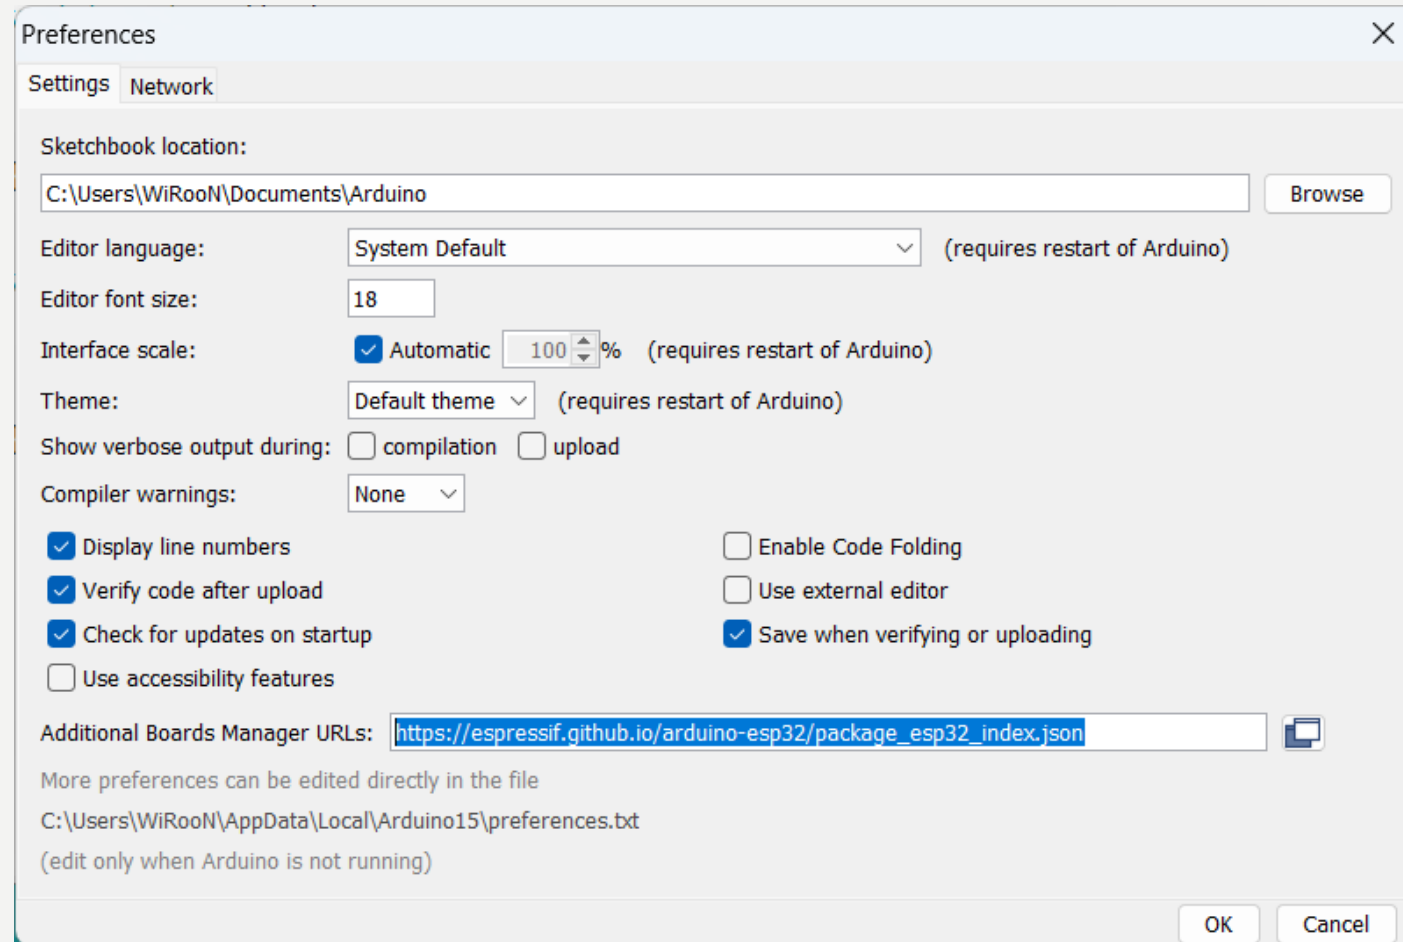 Preferences
Settings Network
Sketchbook location:
C:\Users\WiRooN\Documents\Arduino Browse
Editor language: System Default (requires restart of Arduino)
Editor font size: 18
Interface scale: Automatic 100 % (requires restart of Arduino)
Theme: Default theme (requires restart of Arduino)
Show verbose output during: compilation upload
Compiler warnings: None
Display line numbers Enable Code Folding
Verify code after upload Use external editor
Check for updates on startup Save when verifying or uploading
Use accessibility features
Additional Boards Manager URLs: https://espressif.github.io/arduino-esp32/package_esp32_index.json
More preferences can be edited directly in the file
C:\Users\WiRooN\AppData\Local\Arduino15\preferences.txt
(edit only when Arduino is not running)
OK Cancel